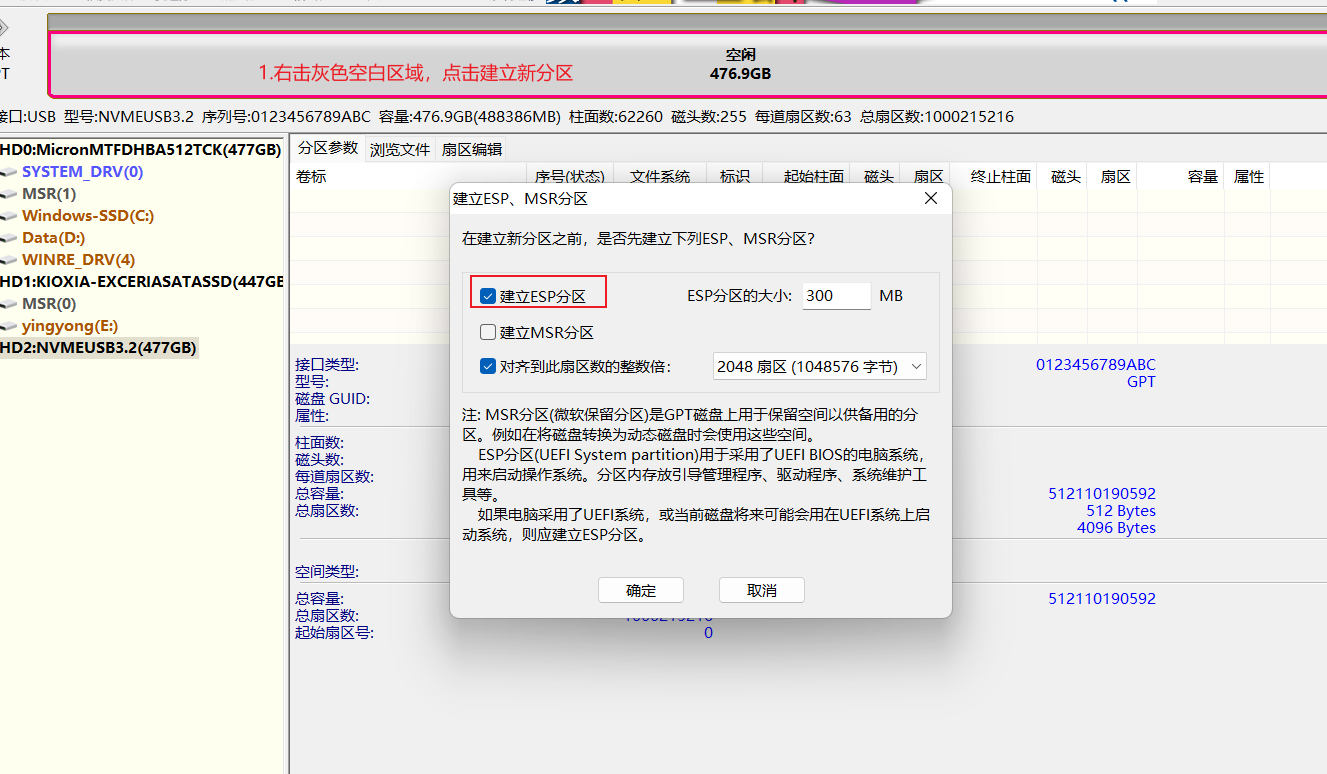 空闲
本
1.右击灰色空白区域，点击建立新分区
476.9GB
PT
接口:USB 型号:NVMEUSB3.2 序列号:0123456789ABC 容量:476.9GB(488386MB) 柱面数:62260 磁头数:255 每道扇区数:63 总扇区数:1000215216
HD0:MicronMTFDHBA512TCK(477GB)
SYSTEM_DRV(0)
MSR(1)
Windows-SSD(C:)
Data(D:)
WINRE_DRV(4)
HD1:KIOXIA-EXCERIASATASSD(447GB
MSR(0)
yingyong(E:)
HD2:NVMEUSB3.2(477GB)
分区参数 浏览文件 扇区编辑
卷标 序号(状态) 文件系统 标识 起始柱面 磁头 扇区 终止柱面 磁头 扇区 容量 属性
建立ESP、MSR分区
在建立新分区之前，是否先建立下列ESP、MSR分区？
建立ESP分区 ESP分区的大小: 300 MB
建立MSR分区
对齐到此扇区数的整数倍： 2048 扇区 (1048576 字节)
注: MSR分区(微软保留分区)是GPT磁盘上用于保留空间以供备用的分
区。例如在将磁盘转换为动态磁盘时会使用这些空间。
ESP分区(UEFI System partition)用于采用了UEFI BIOS的电脑系统，
用来启动操作系统。分区内存放引导管理程序、驱动程序、系统维护工
具等。
如果电脑采用了UEFI系统，或当前磁盘将来可能会用在UEFI系统上启
动系统，则应建立ESP分区。
确定 取消
接口类型: 0123456789ABC
型号: GPT
磁盘 GUID:
属性:
柱面数:
磁头数:
每道扇区数:
总容量: 512110190592
总扇区数: 512 Bytes
4096 Bytes
空间类型:
总容量: 512110190592
总扇区数:
起始扇区号: 0